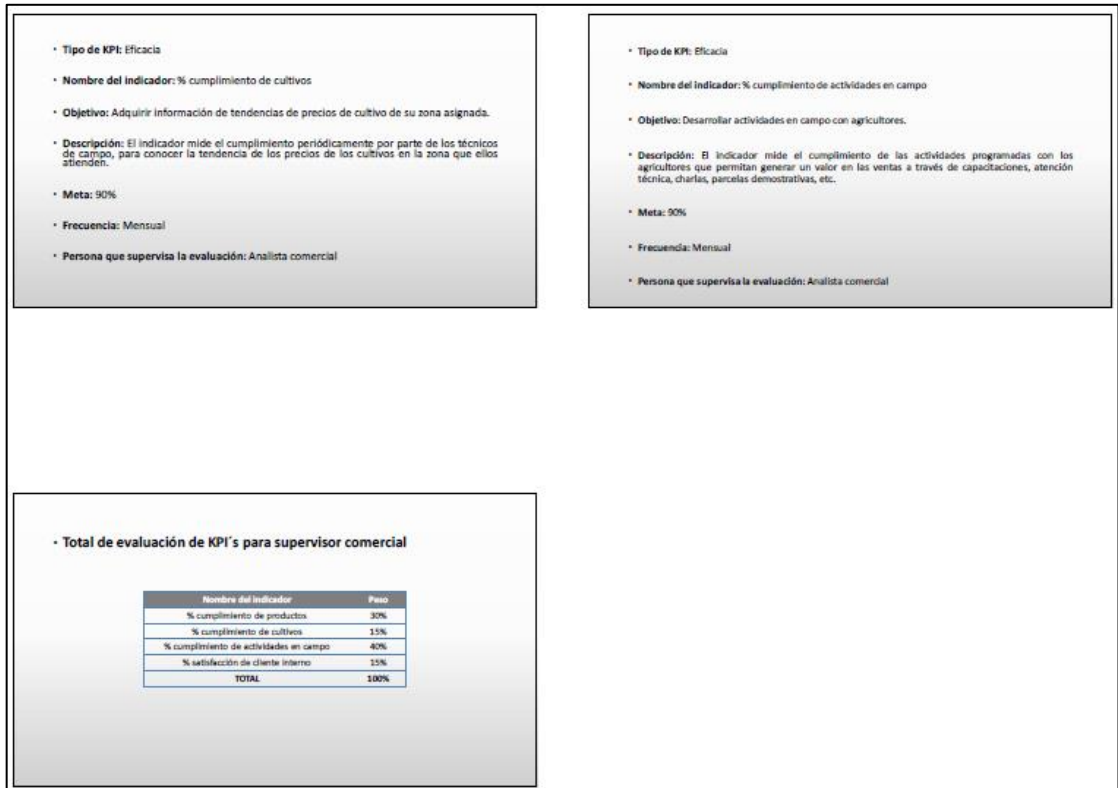 • Tipo de KPI: Eficacia
• Nombre del indicador: % cumplimiento de cultivos
• Objetivo: Adquirir información de tendencias de precios de cultivo de su zona asignada.
• Descripción: El indicador mide el cumplimiento periódicamente por parte de los técnicos
de campo, para conocer la tendencia de los precios de los cultivos en la zona que ellos
atienden.
• Meta: 90%
• Frecuencia: Mensual
• Persona que supervisa la evaluación: Analista comercial
• Tipo de KPI: Eficacia
• Nombre del indicador: % cumplimiento de actividades en campo
• Objetivo: Desarrollar actividades en campo con agricultores.
• Descripción: El indicador mide el cumplimiento de las actividades programadas con los
agricultores que permitan generar un valor en las ventas a través de capacitaciones, atención
técnica, charlas, parcelas demostrativas, etc.
• Meta: 90%
• Frecuencia: Mensual
• Persona que supervisa la evaluación: Analista comercial
• Total de evaluación de KPI´s para supervisor comercial
Nombre del indicador Peso
% cumplimiento de productos 30%
% cumplimiento de cultivos 15%
% cumplimiento de actividades en campo 40%
% satisfacción de cliente interno 15%
TOTAL 100%